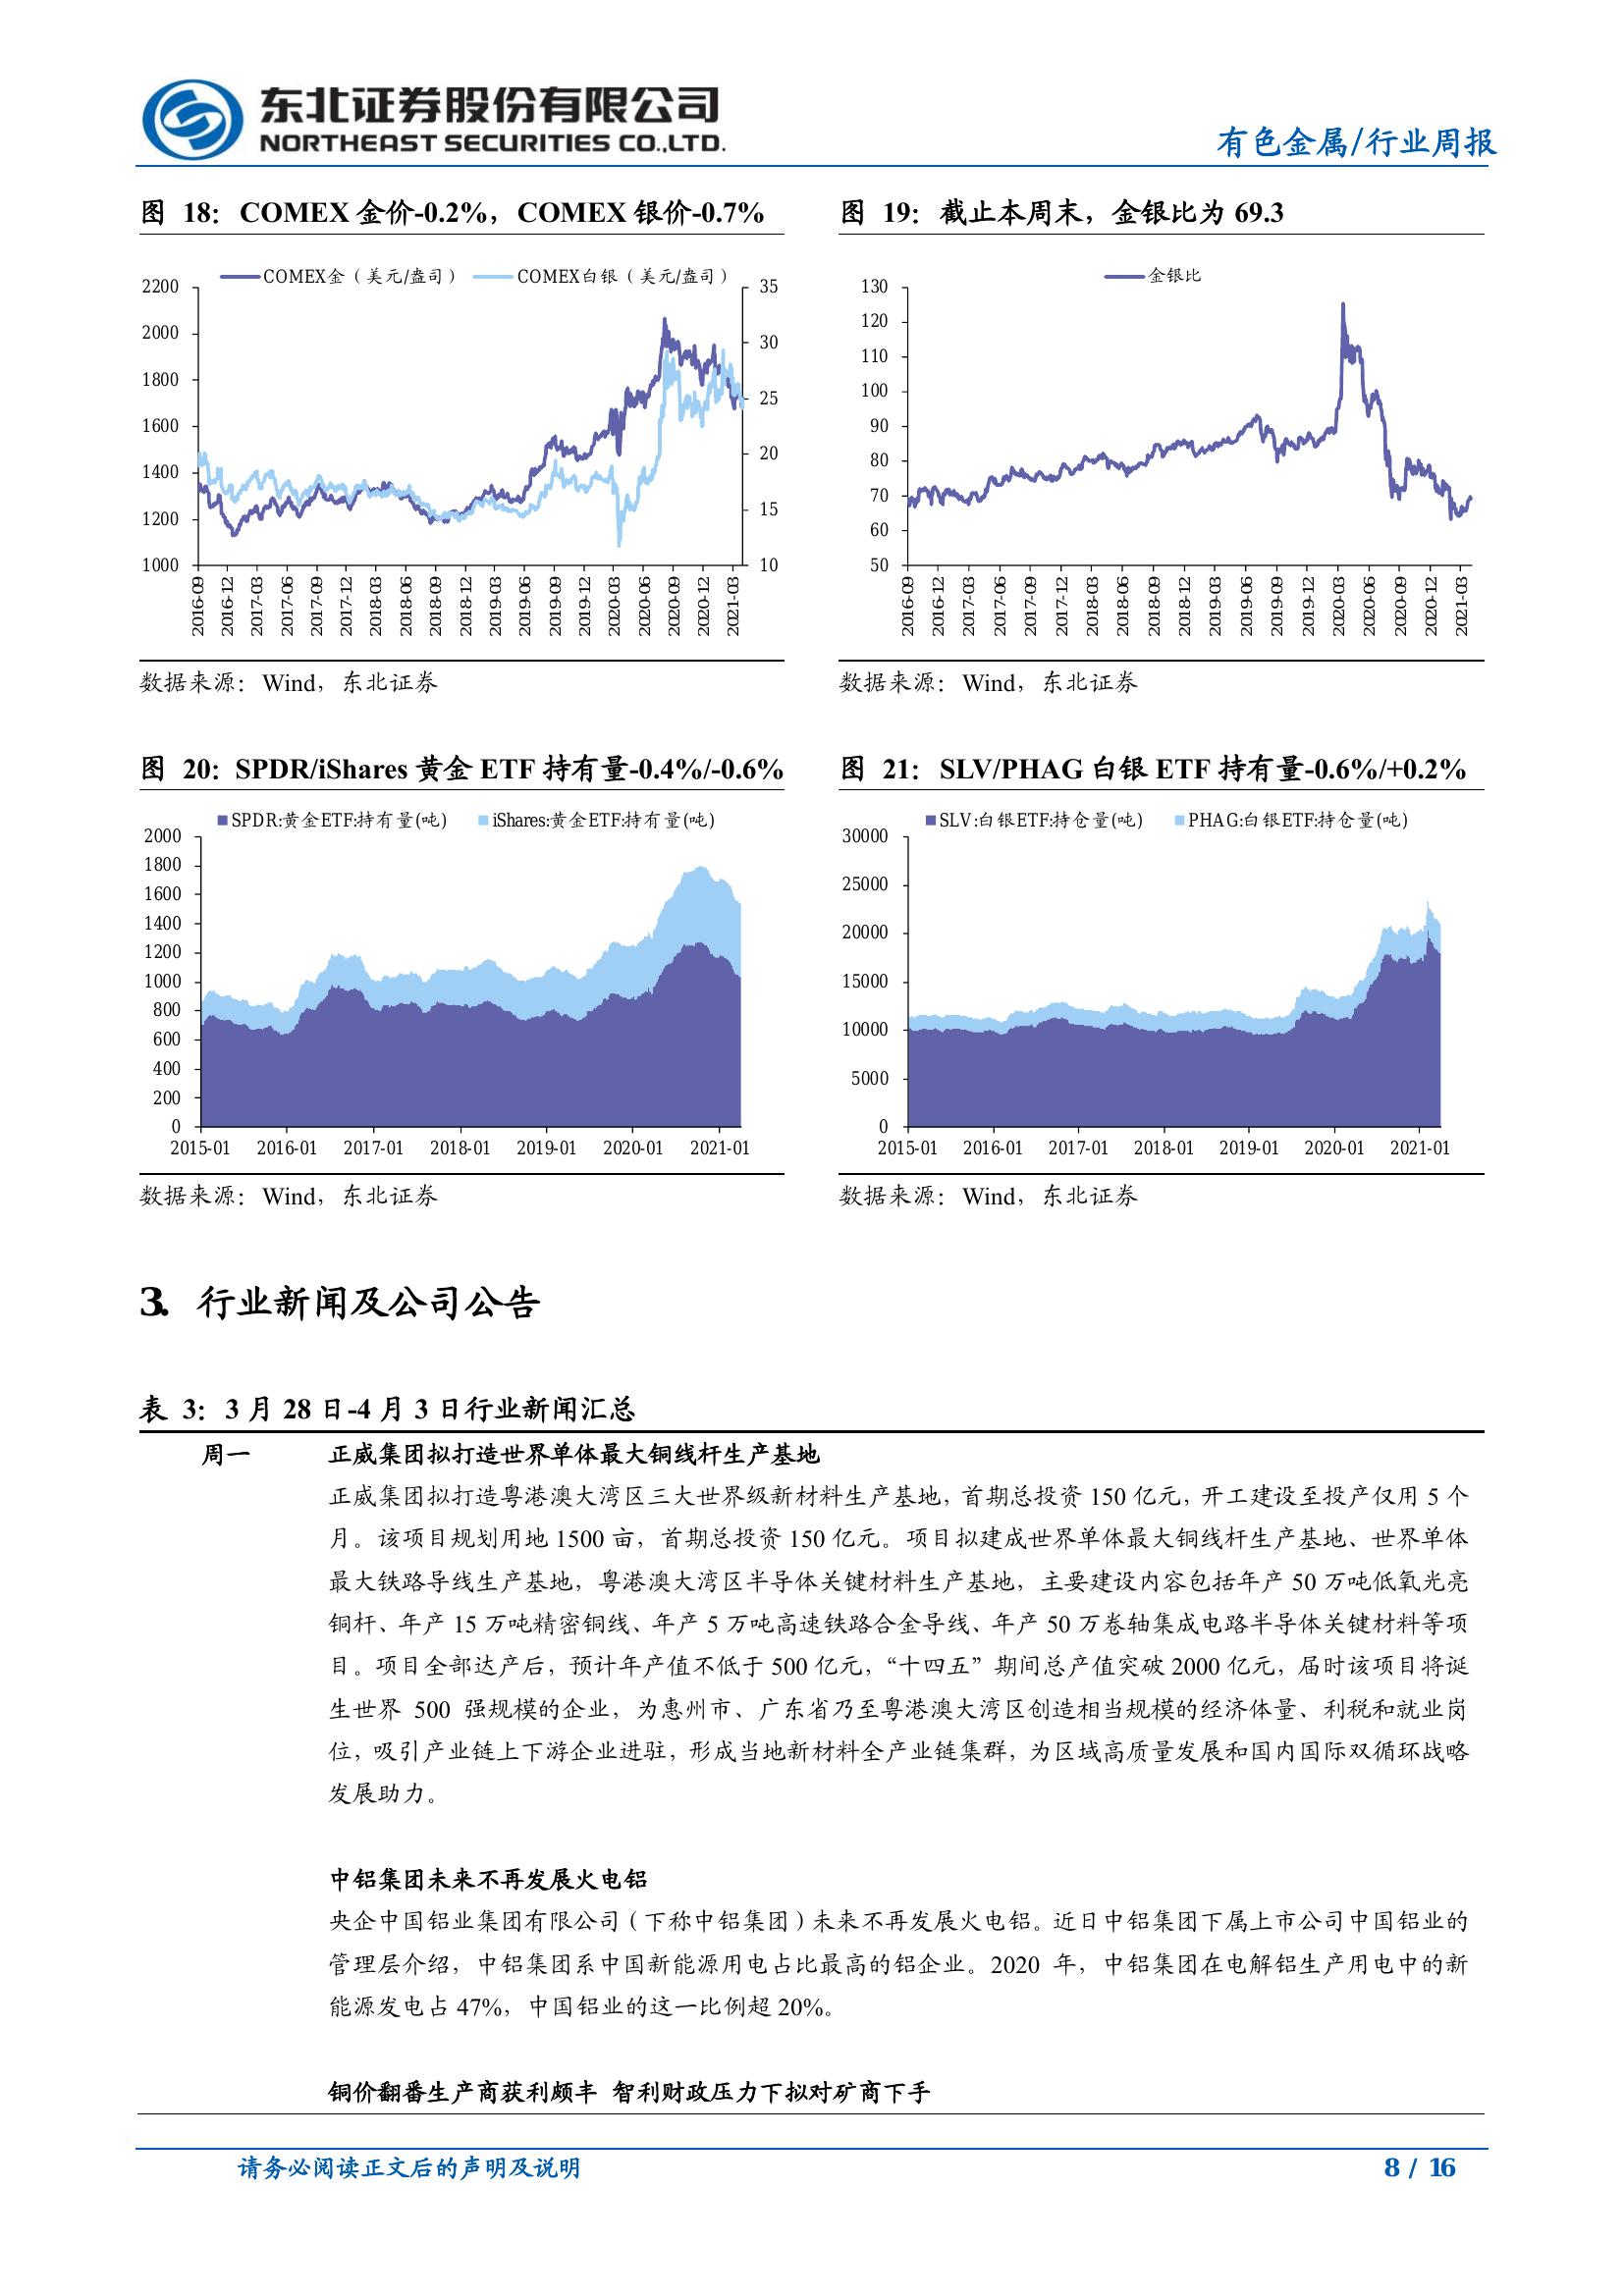 东北证券股份有限公司
NORTHEAST SECURITIES CO.,LTD.
有色金属/行业周报
图 18： COMEX 金价-0.2%，COMEX 银价-0.7%
COMEX金（美元/盎司） COMEX白银（美元/盎司）
2200
2000
1800
1600
1400
1200
1000
35
30
25
20
15
10
2016-09 2016-12 2017-03 2017-06 2017-09 2017-12 2018-03 2018-06 2018-09 2018-12 2019-03 2019-06 2019-09 2019-12 2020-03 2020-06 2020-09 2020-12 2021-03
数据来源： Wind，东北证券
图 19： 截止本周末，金银比为 69.3
金银比
130
120
110
100
90
80
70
60
50
2016-09 2016-12 2017-03 2017-06 2017-09 2017-12 2018-03 2018-06 2018-09 2018-12 2019-03 2019-06 2019-09 2019-12 2020-03 2020-06 2020-09 2020-12 2021-03
数据来源： Wind，东北证券
图 20：SPDR/iShares 黄金 ETF 持有量-0.4%/-0.6%
SPDR:黄金ETF:持有量(吨) iShares:黄金ETF:持有量(吨)
2000
1800
1600
1400
1200
1000
800
600
400
200
0
2015-01 2016-01 2017-01 2018-01 2019-01 2020-01 2021-01
数据来源： Wind，东北证券
图 21： SLV/PHAG 白银 ETF 持有量-0.6%/+0.2%
SLV:白银ETF:持仓量(吨) PHAG:白银ETF:持仓量(吨)
30000
25000
20000
15000
10000
5000
0
2015-01 2016-01 2017-01 2018-01 2019-01 2020-01 2021-01
数据来源： Wind，东北证券
3. 行业新闻及公司公告
表 3： 3 月 28 日-4 月 3 日行业新闻汇总
周一 正威集团拟打造世界单体最大铜线杆生产基地
正威集团拟打造粤港澳大湾区三大世界级新材料生产基地，首期总投资 150 亿元，开工建设至投产仅用 5 个
月。该项目规划用地 1500 亩，首期总投资 150 亿元。项目拟建成世界单体最大铜线杆生产基地、世界单体
最大铁路导线生产基地，粤港澳大湾区半导体关键材料生产基地，主要建设内容包括年产 50 万吨低氧光亮
铜杆、年产 15 万吨精密铜线、年产 5 万吨高速铁路合金导线、年产 50 万卷轴集成电路半导体关键材料等项
目。项目全部达产后，预计年产值不低于 500 亿元，“十四五”期间总产值突破 2000 亿元，届时该项目将诞
生世界 500 强规模的企业，为惠州市、广东省乃至粤港澳大湾区创造相当规模的经济体量、利税和就业岗
位，吸引产业链上下游企业进驻，形成当地新材料全产业链集群，为区域高质量发展和国内国际双循环战略
发展助力。
中铝集团未来不再发展火电铝
央企中国铝业集团有限公司（下称中铝集团）未来不再发展火电铝。近日中铝集团下属上市公司中国铝业的
管理层介绍，中铝集团系中国新能源用电占比最高的铝企业。2020 年，中铝集团在电解铝生产用电中的新
能源发电占 47%，中国铝业的这一比例超 20%。
铜价翻番生产商获利颇丰 智利财政压力下拟对矿商下手
请务必阅读正文后的声明及说明
8 / 16